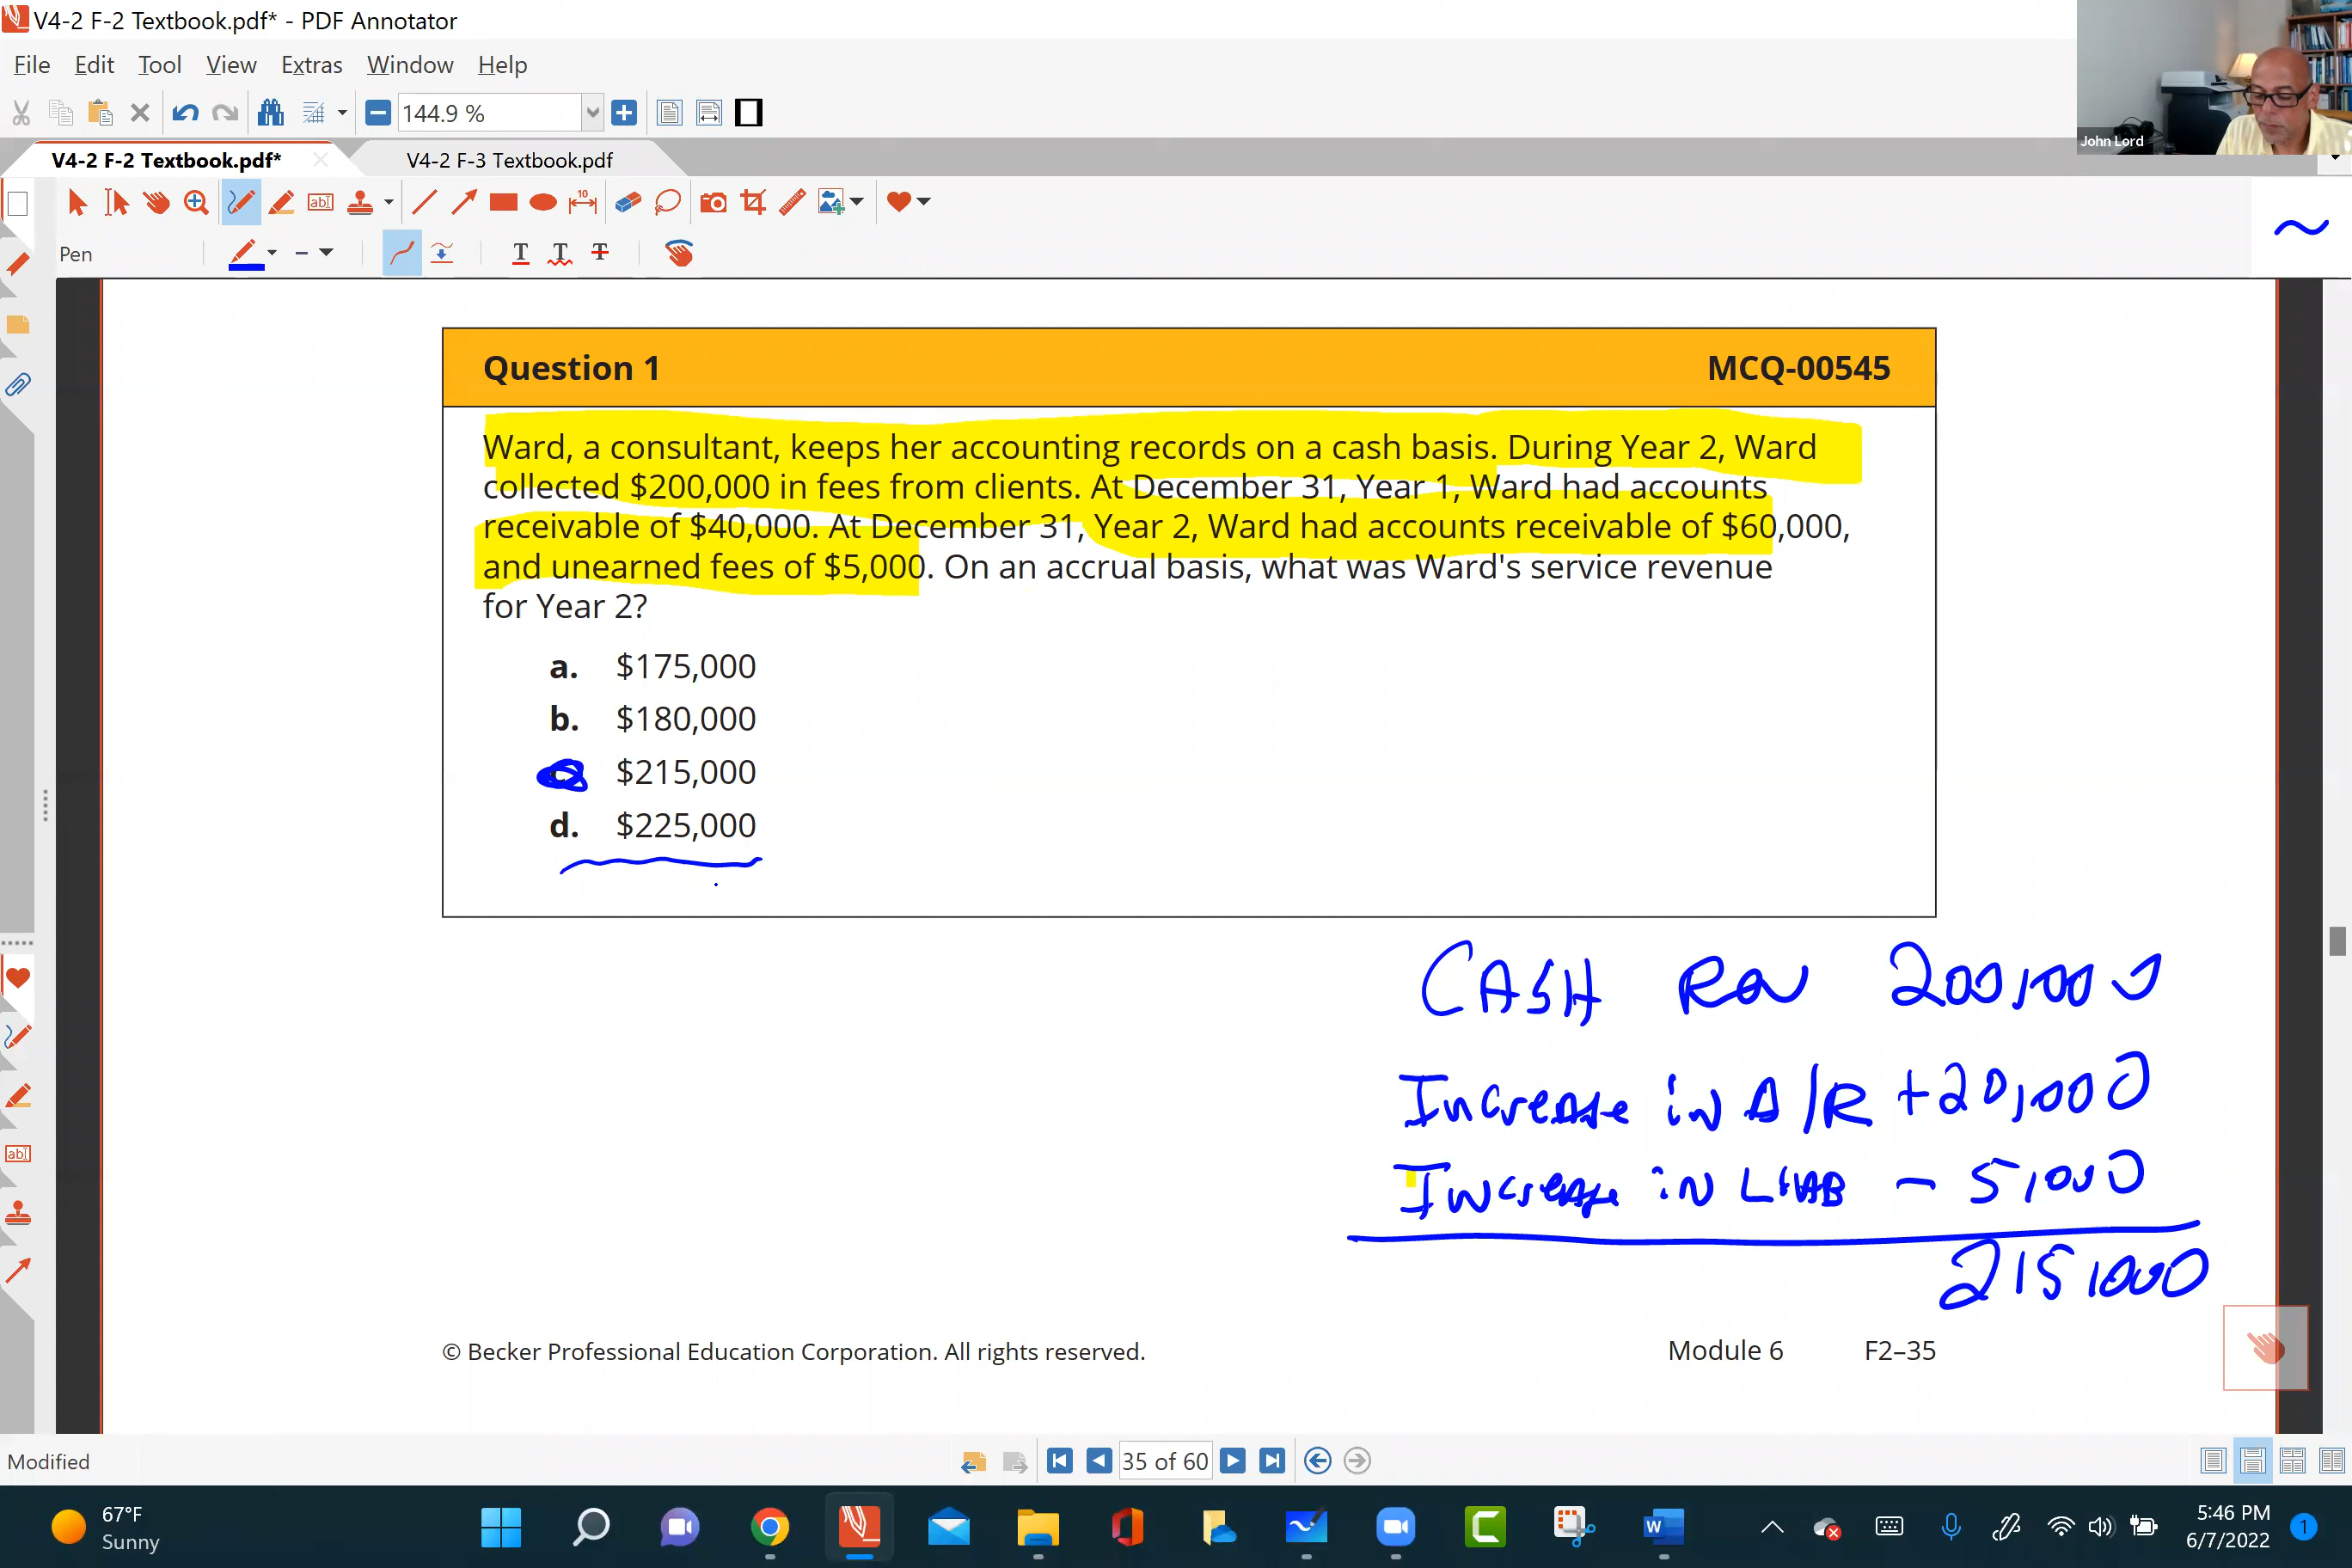 V4-2 F-2 Textbook.pdf* - PDF Annotator
File Edit Tool View Extras Window Help
144.9 %
John Lord
V4-2 F-2 Textbook.pdf*
V4-2 F-3 Textbook.pdf
Pen
Question 1
MCQ-00545
Ward, a consultant, keeps her accounting records on a cash basis. During Year 2, Ward
collected $200,000 in fees from clients. At December 31, Year 1, Ward had accounts
receivable of $40,000. At December 31, Year 2, Ward had accounts receivable of $60,000,
and unearned fees of $5,000. On an accrual basis, what was Ward's service revenue
for Year 2?
a. $175,000
b. $180,000
$215,000
d. $225,000
CASH Rev 200,000
Increase in A/R +20,000
Increase in LIAB - 5,000
215,000
© Becker Professional Education Corporation. All rights reserved.
Module 6 F2–35
Modified
35 of 60
67°F
Sunny
5:46 PM
6/7/2022
1